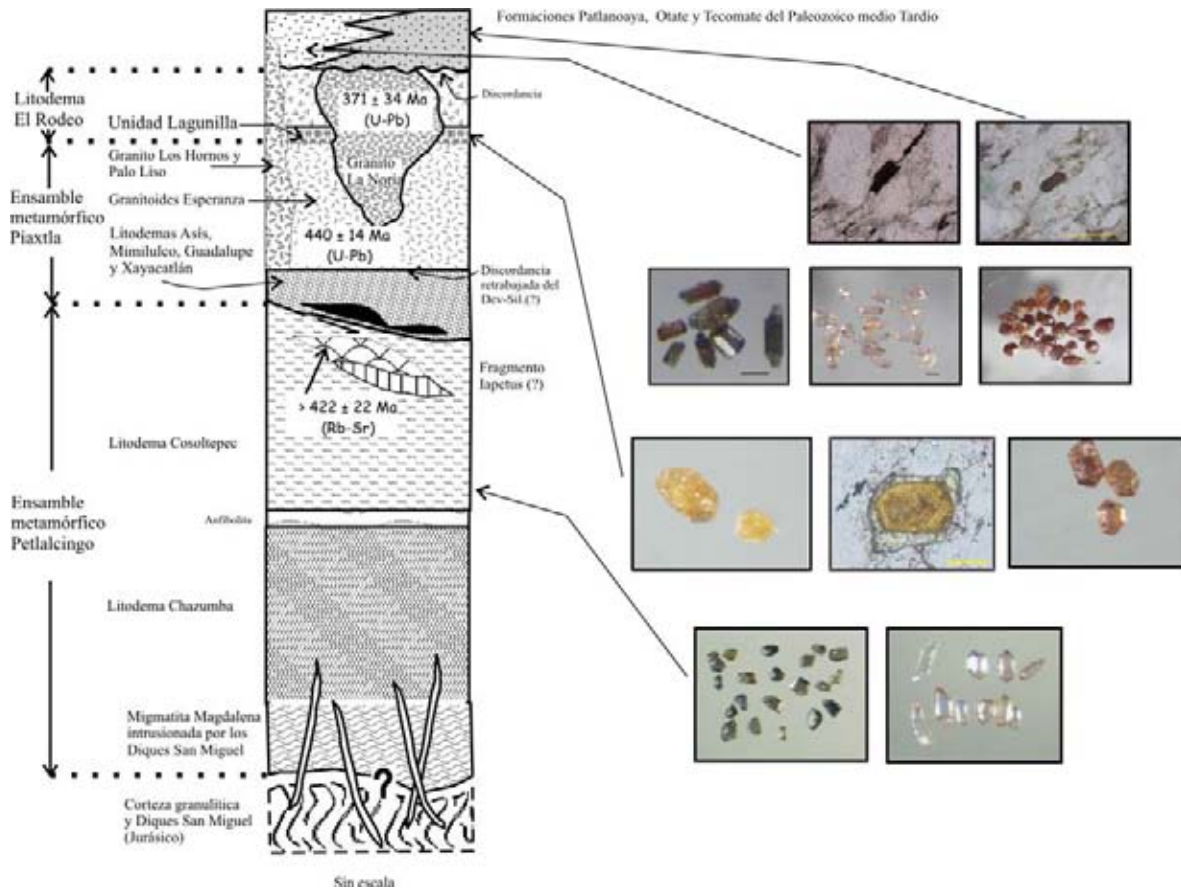 Formaciones Patlanoaya, Otate y Tecomate del Paleozoico medio Tardío
Litodema
El Rodeo
Discordancia
371 ± 34 Ma
(U-Pb)
Unidad Lagunilla
Granito Los Hornos y
Palo Liso
Granito
La Noria
Ensamble
metamórfico
Piaxtla
Granitoides Esperanza
Litodemas Asís,
Mimilulco, Guadalupe
y Xayacatlán
440 ± 14 Ma
(U-Pb)
Discordancia
retrabajada del
Dev-Sil.(?)
Fragmento
Iapetus (?)
> 422 ± 22 Ma
(Rb-Sr)
Litodema Cosoltepec
Ensamble
metamórfico
Petlalcingo
Anfibolita
Litodema Chazumba
Migmatita Magdalena
intrusionada por los
Diques San Miguel
?
Corteza granulítica
y Diques San Miguel
(Jurásico)
Sin escala